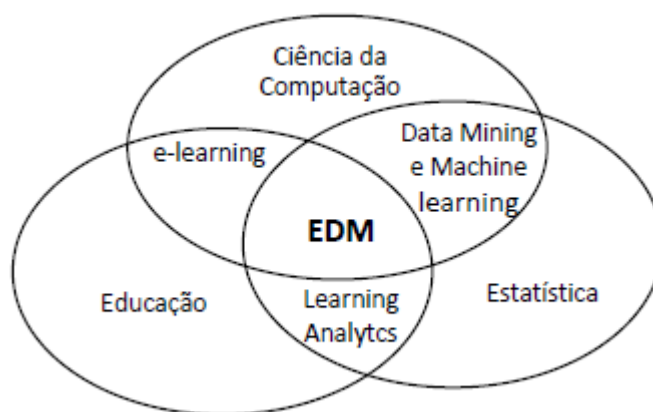 Ciência da
Computação
e-learning
Data Mining
e Machine
learning
EDM
Educação
Learning
Analytcs
Estatística